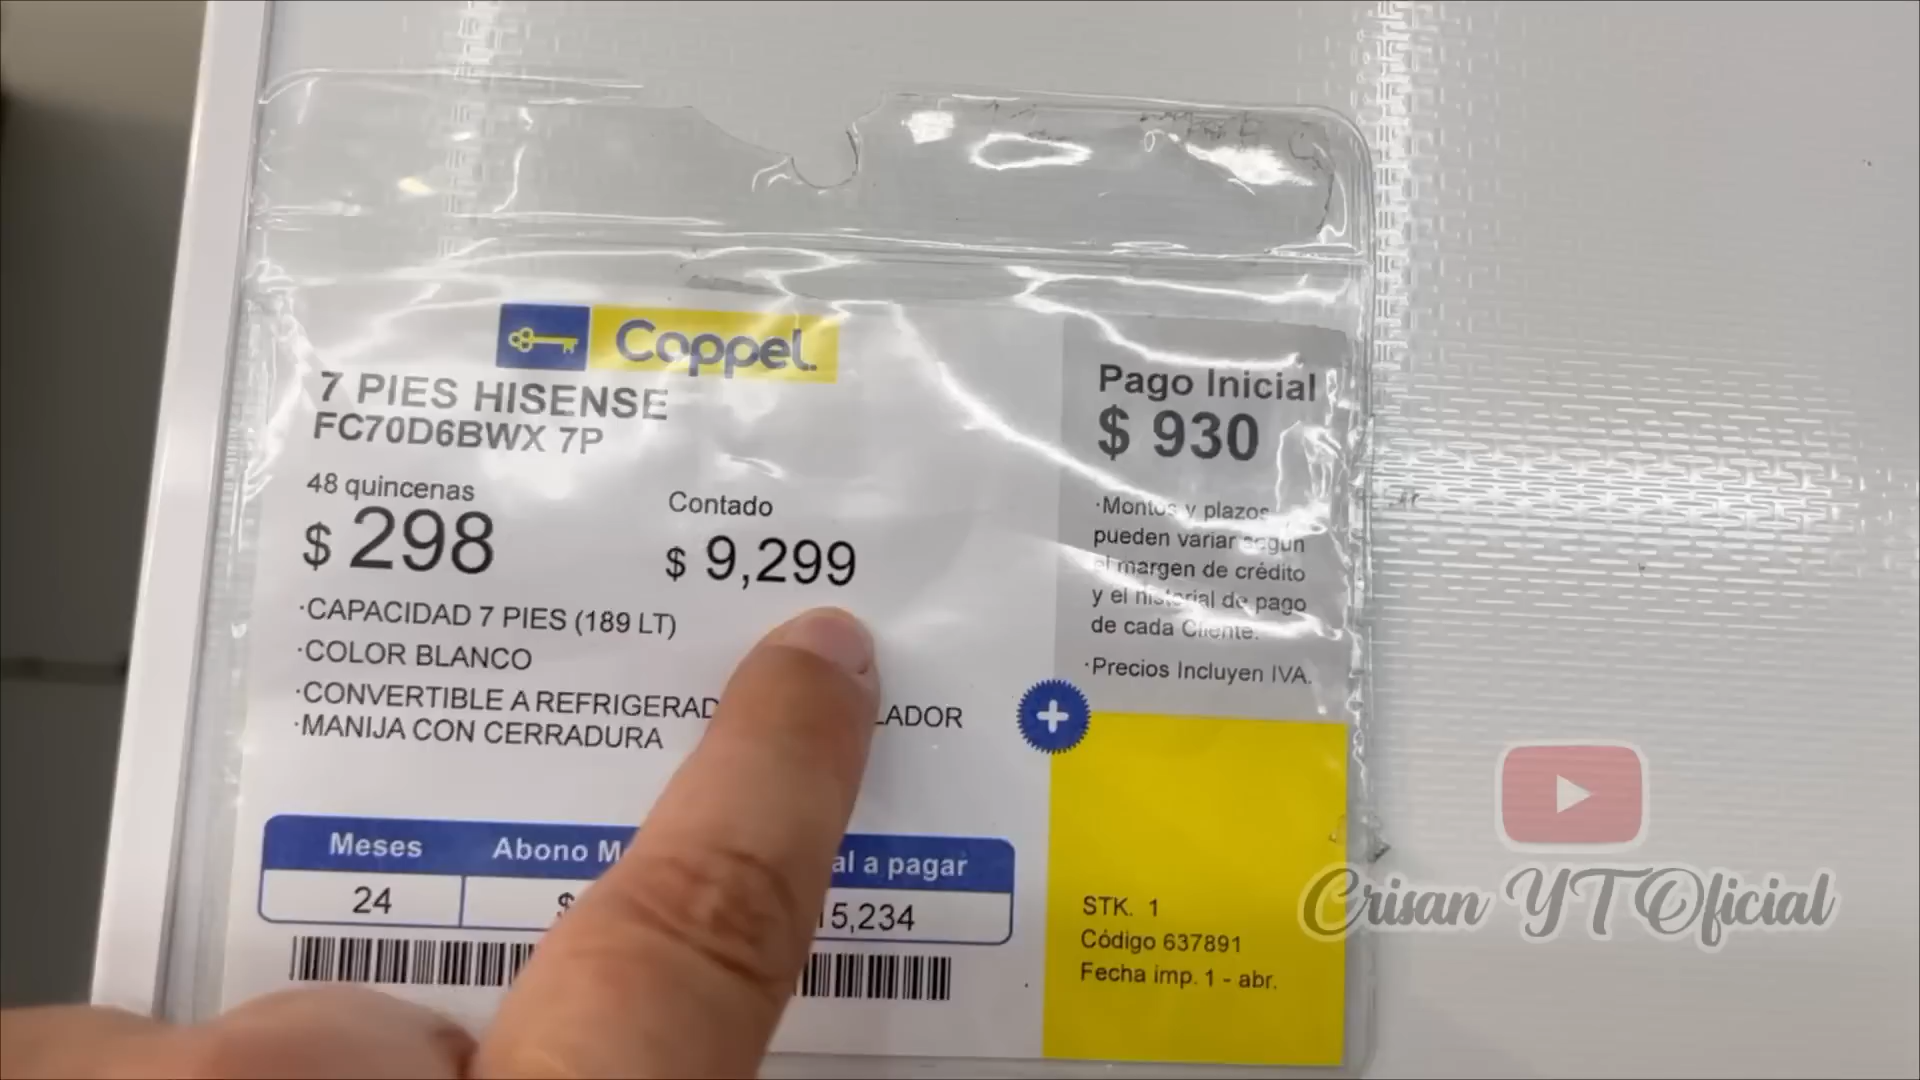 Coppel.
7 PIES HISENSE
FC70D6BWX 7P
48 quincenas
$ 298
Contado
$ 9,299
·CAPACIDAD 7 PIES (189 LT)
·COLOR BLANCO
·CONVERTIBLE A REFRIGERAD LADOR
·MANIJA CON CERRADURA
Meses
Abono M
al a pagar
24
$
15,234
Pago Inicial
$ 930
·Montos y plazos
pueden variar según
el margen de crédito
y el historial de pago
de cada Cliente.
·Precios Incluyen IVA.
+
STK. 1
Código 637891
Fecha imp. 1 - abr.
Crisan YT Oficial